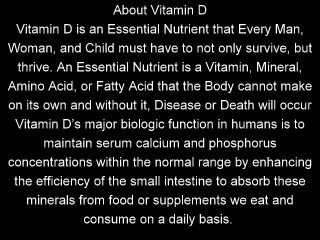 About Vitamin D
Vitamin D is an Essential Nutrient that Every Man,
Woman, and Child must have to not only survive, but
thrive. An Essential Nutrient is a Vitamin, Mineral,
Amino Acid, or Fatty Acid that the Body cannot make
on its own and without it, Disease or Death will occur
Vitamin D's major biologic function in humans is to
maintain serum calcium and phosphorus
concentrations within the normal range by enhancing
the efficiency of the small intestine to absorb these
minerals from food or supplements we eat and
consume on a daily basis.